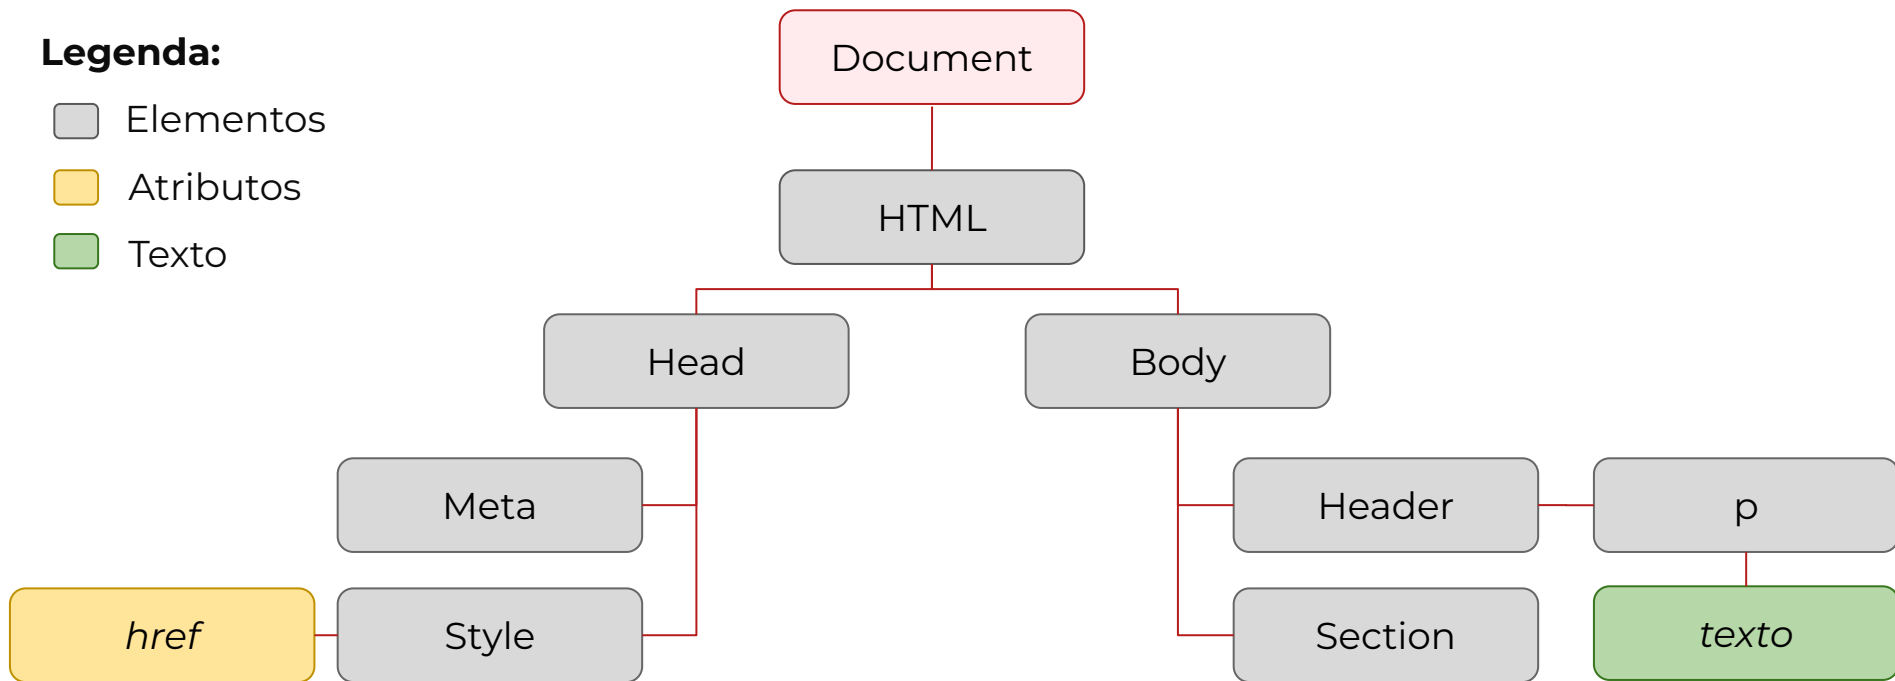 Legenda:
Elementos
Atributos
Texto
Document
HTML
Head
Body
Meta
Header
p
href
Style
Section
texto